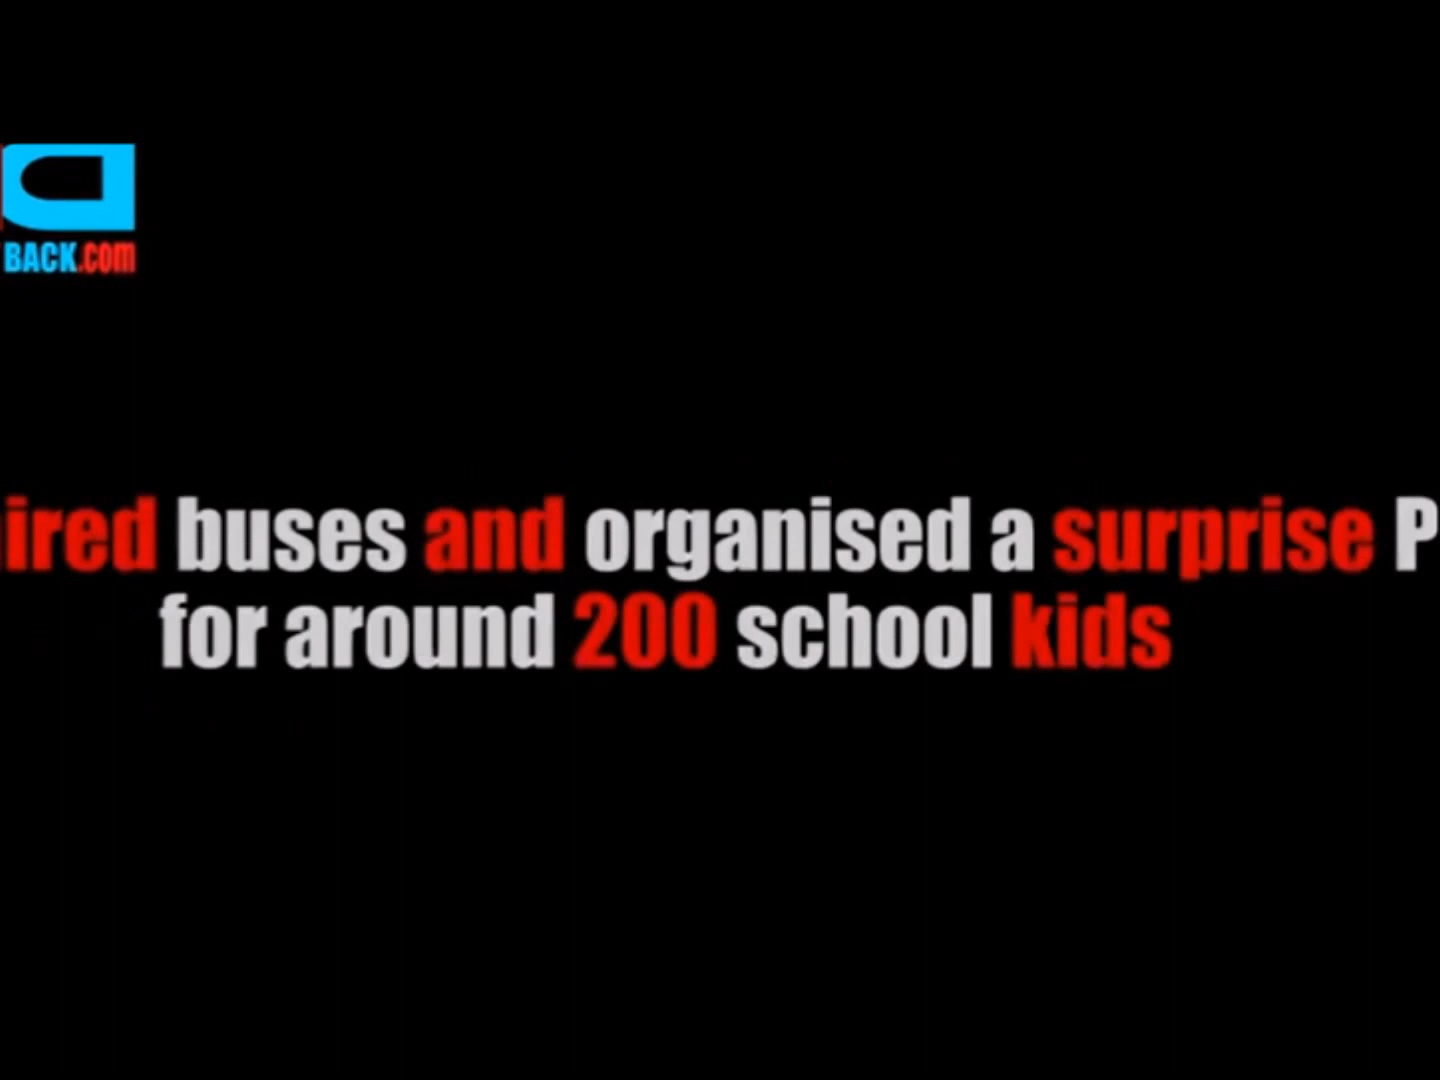 BACK.com
ired buses and organised a surprise P
for around 200 school kids